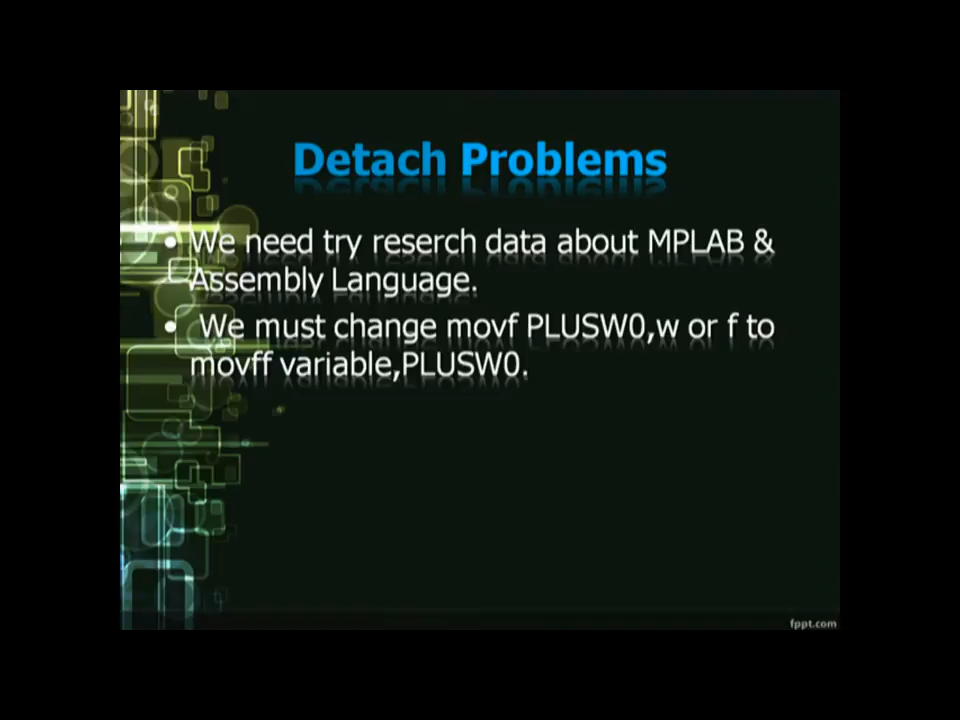 Detach Problems
• We need try reserch data about MPLAB &
Assembly Language.
• We must change movf PLUSW0,w or f to
movff variable,PLUSW0.
fppt.com